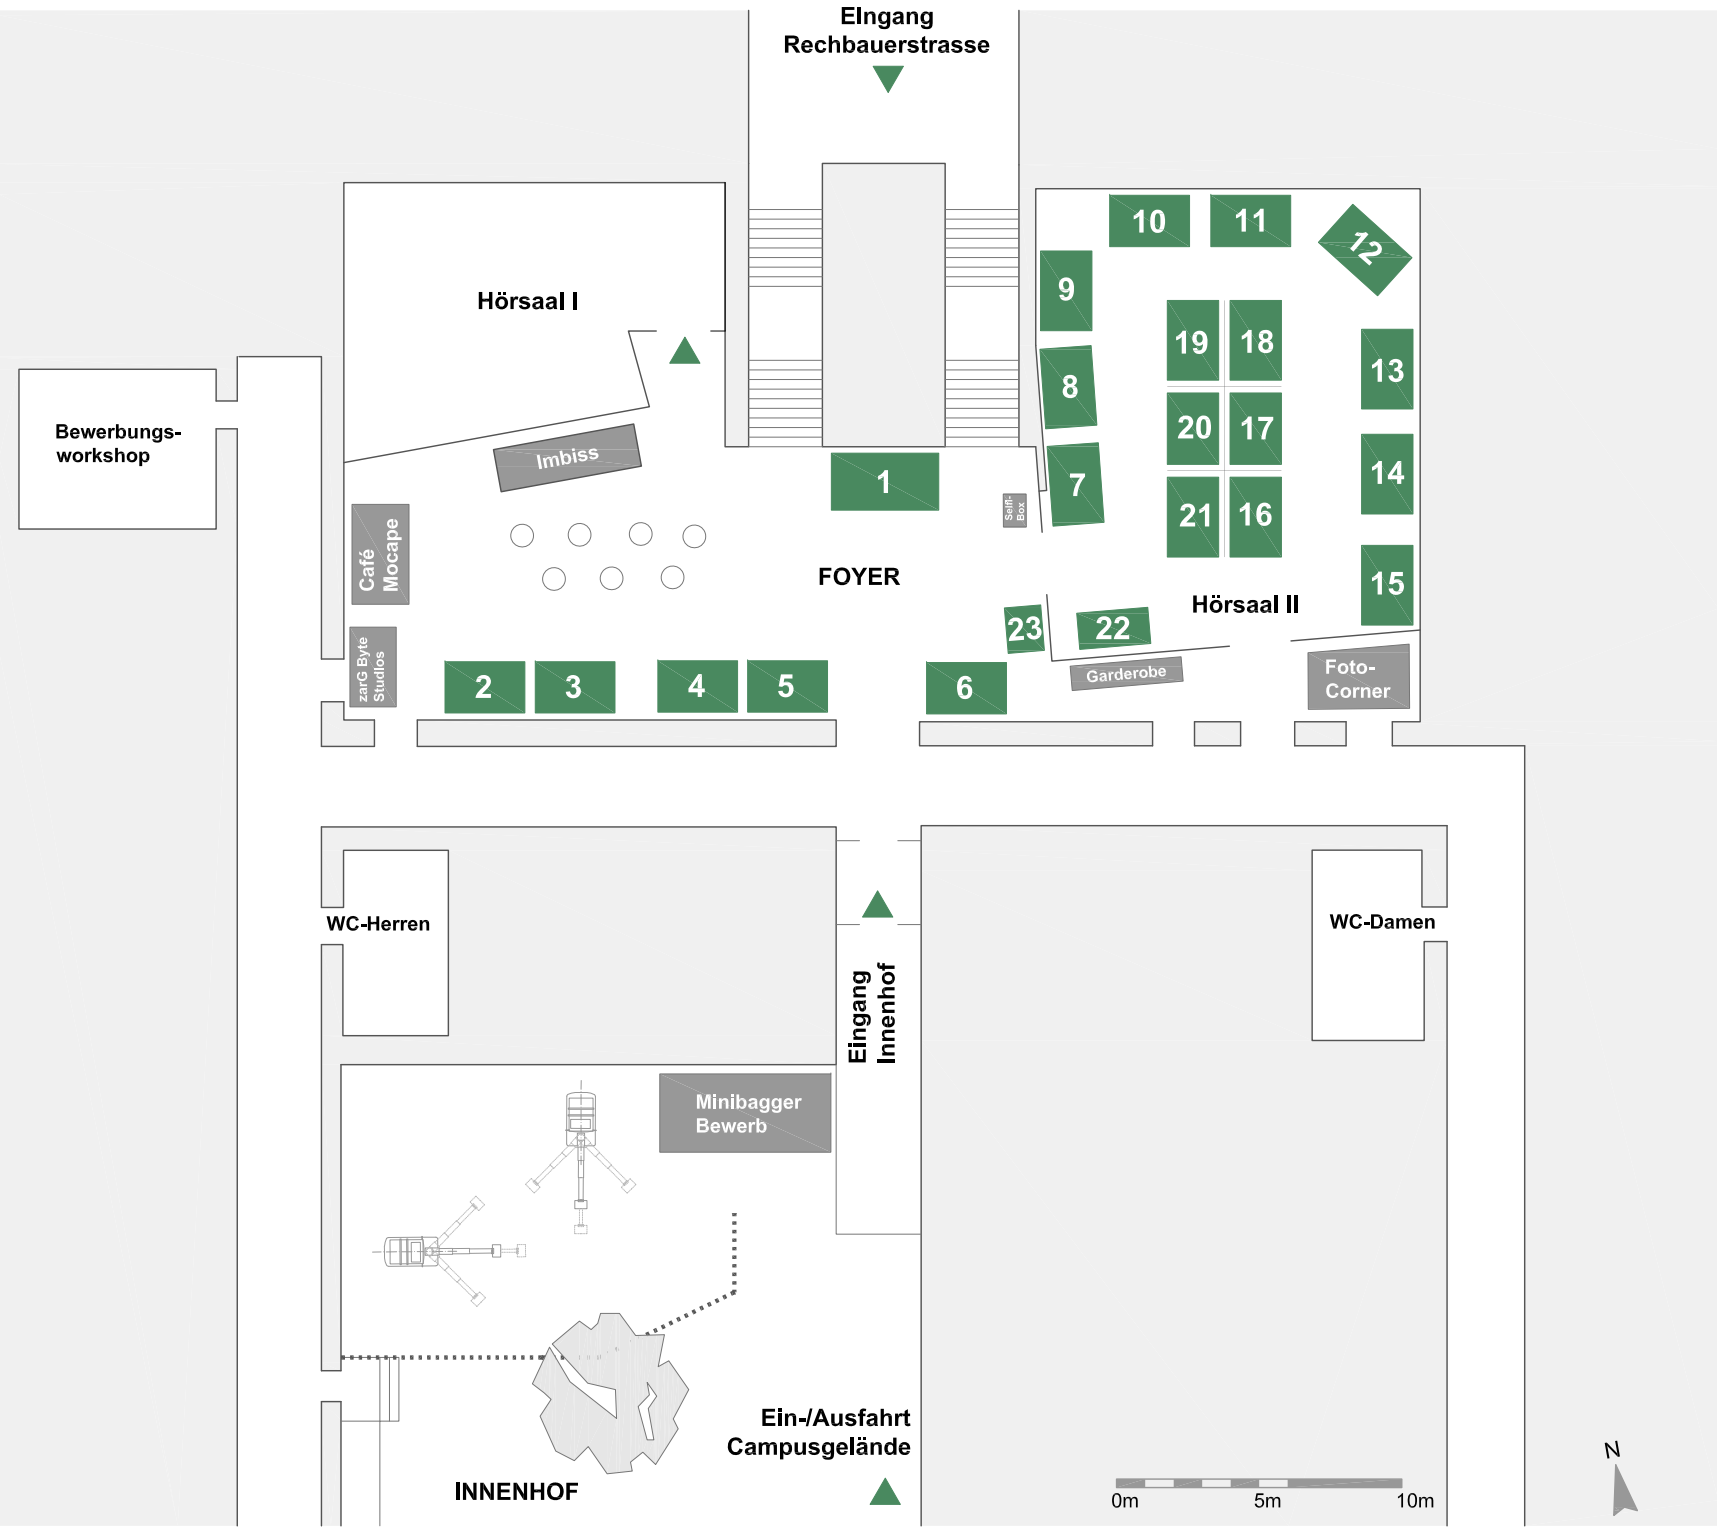 EIngang
Rechbauerstrasse
10
11
12
9
Hörsaal I
19
18
13
8
20
17
Bewerbungs-
workshop
Imbiss
14
7
1
21
16
Selfi-
Box
Café
Mocape
FOYER
15
Hörsaal II
23
22
zarG Byte
StudIos
2
3
4
5
6
Garderobe
Foto-
Corner
WC-Herren
WC-Damen
Eingang
Innenhof
Minibagger
Bewerb
Ein-/Ausfahrt
Campusgelände
INNENHOF
N
0m
5m
10m